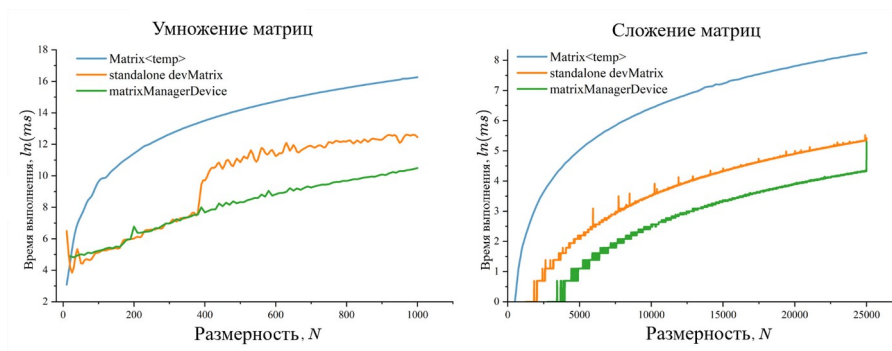 Умножение матриц
Время выполнения, ln(ms)
18
16
14
12
10
8
6
4
2
Matrix<temp>
standalone devMatrix
matrixManagerDevice
0 200 400 600 800 1000
Размерность, N
Сложение матриц
Время выполнения, ln(ms)
8
7
6
5
4
3
2
1
0
Matrix<temp>
standalone devMatrix
matrixManagerDevice
0 5000 10000 15000 20000 25000
Размерность, N